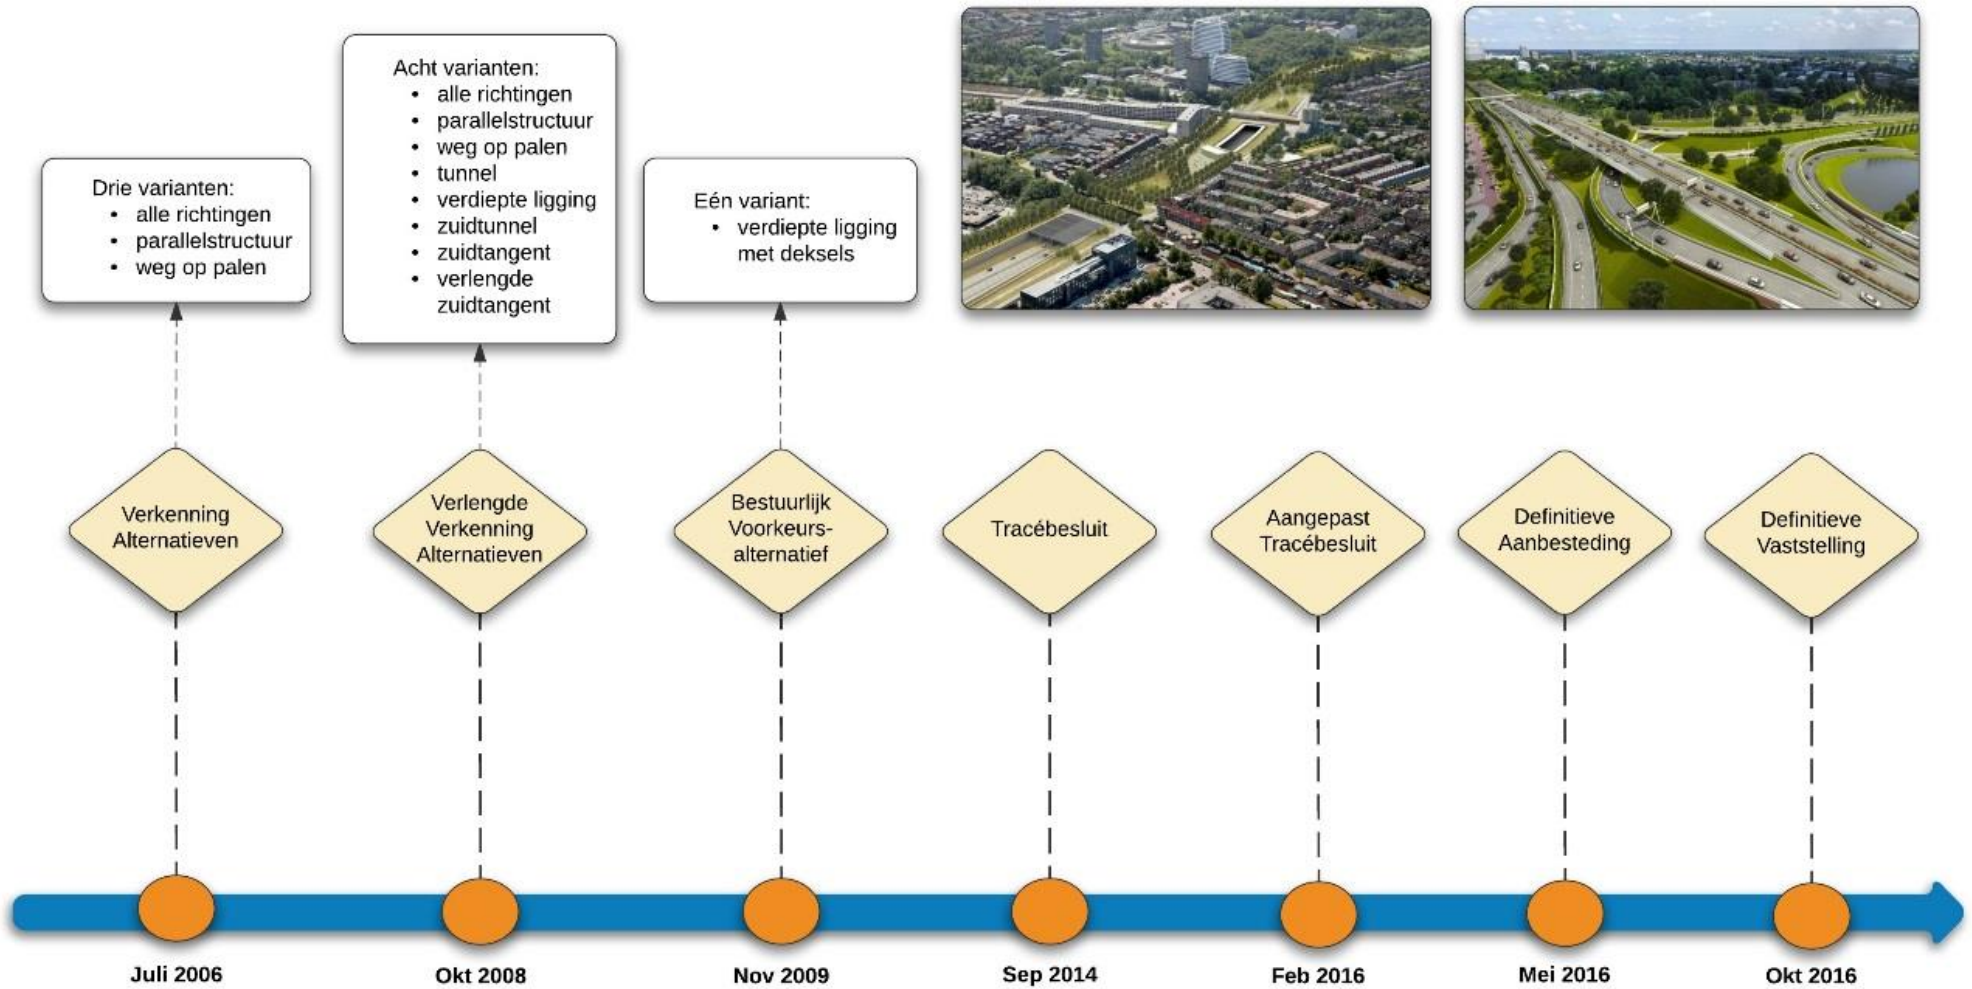 Drie varianten:
• alle richtingen
• parallelstructuur
• weg op palen
Acht varianten:
• alle richtingen
• parallelstructuur
• weg op palen
• tunnel
• verdiepte ligging
• zuidtunnel
• zuidtangent
• verlengde
zuidtangent
Eén variant:
• verdiepte ligging
met deksels
Verkenning
Alternatieven
Verlengde
Verkenning
Alternatieven
Bestuurlijk
Voorkeurs-
alternatief
Tracébesluit
Aangepast
Tracébesluit
Definitieve
Aanbesteding
Definitieve
Vaststelling
Juli 2006
Okt 2008
Nov 2009
Sep 2014
Feb 2016
Mei 2016
Okt 2016